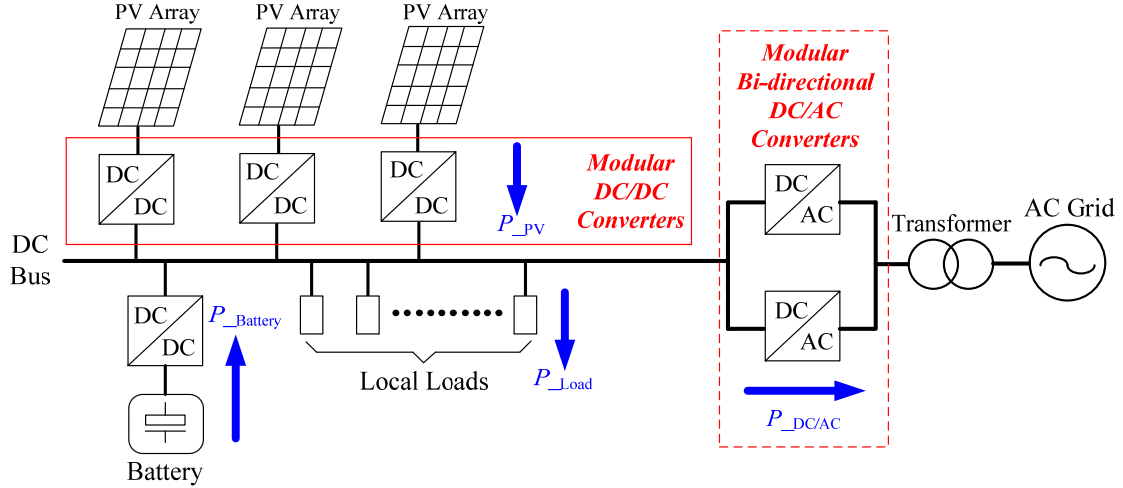 PV Array
PV Array
PV Array
DC
DC
DC
DC
DC
DC
Modular
DC/DC
Converters
P_PV
Modular
Bi-directional
DC/AC
Converters
DC
AC
Transformer
AC Grid
DC
Bus
DC
DC
P_Battery
Battery
Local Loads
P_Load
DC
AC
P_DC/AC